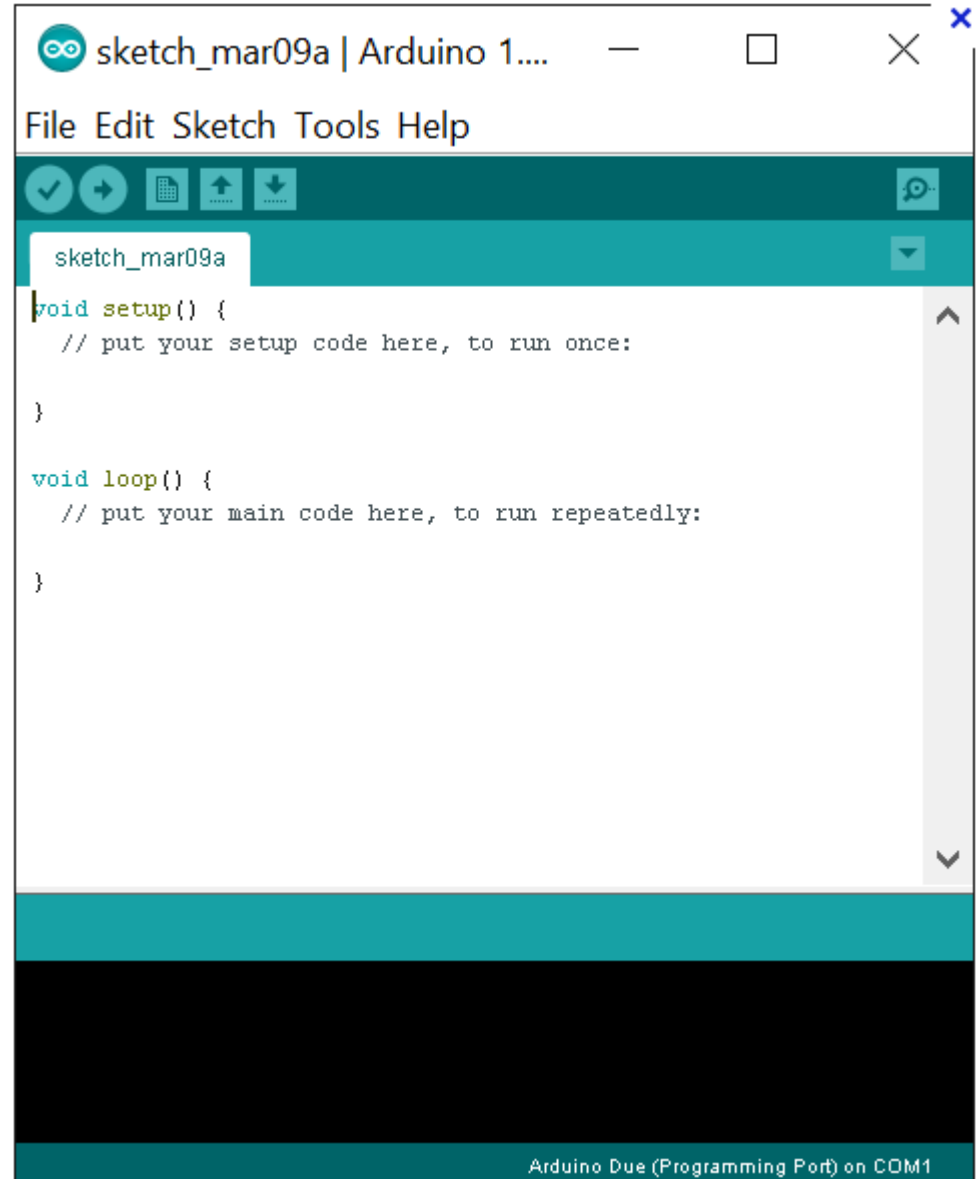 sketch_mar09a | Arduino 1....
File Edit Sketch Tools Help
sketch_mar09a
void setup() {
  // put your setup code here, to run once:
}
void loop() {
  // put your main code here, to run repeatedly:
}
Arduino Due (Programming Port) on COM1